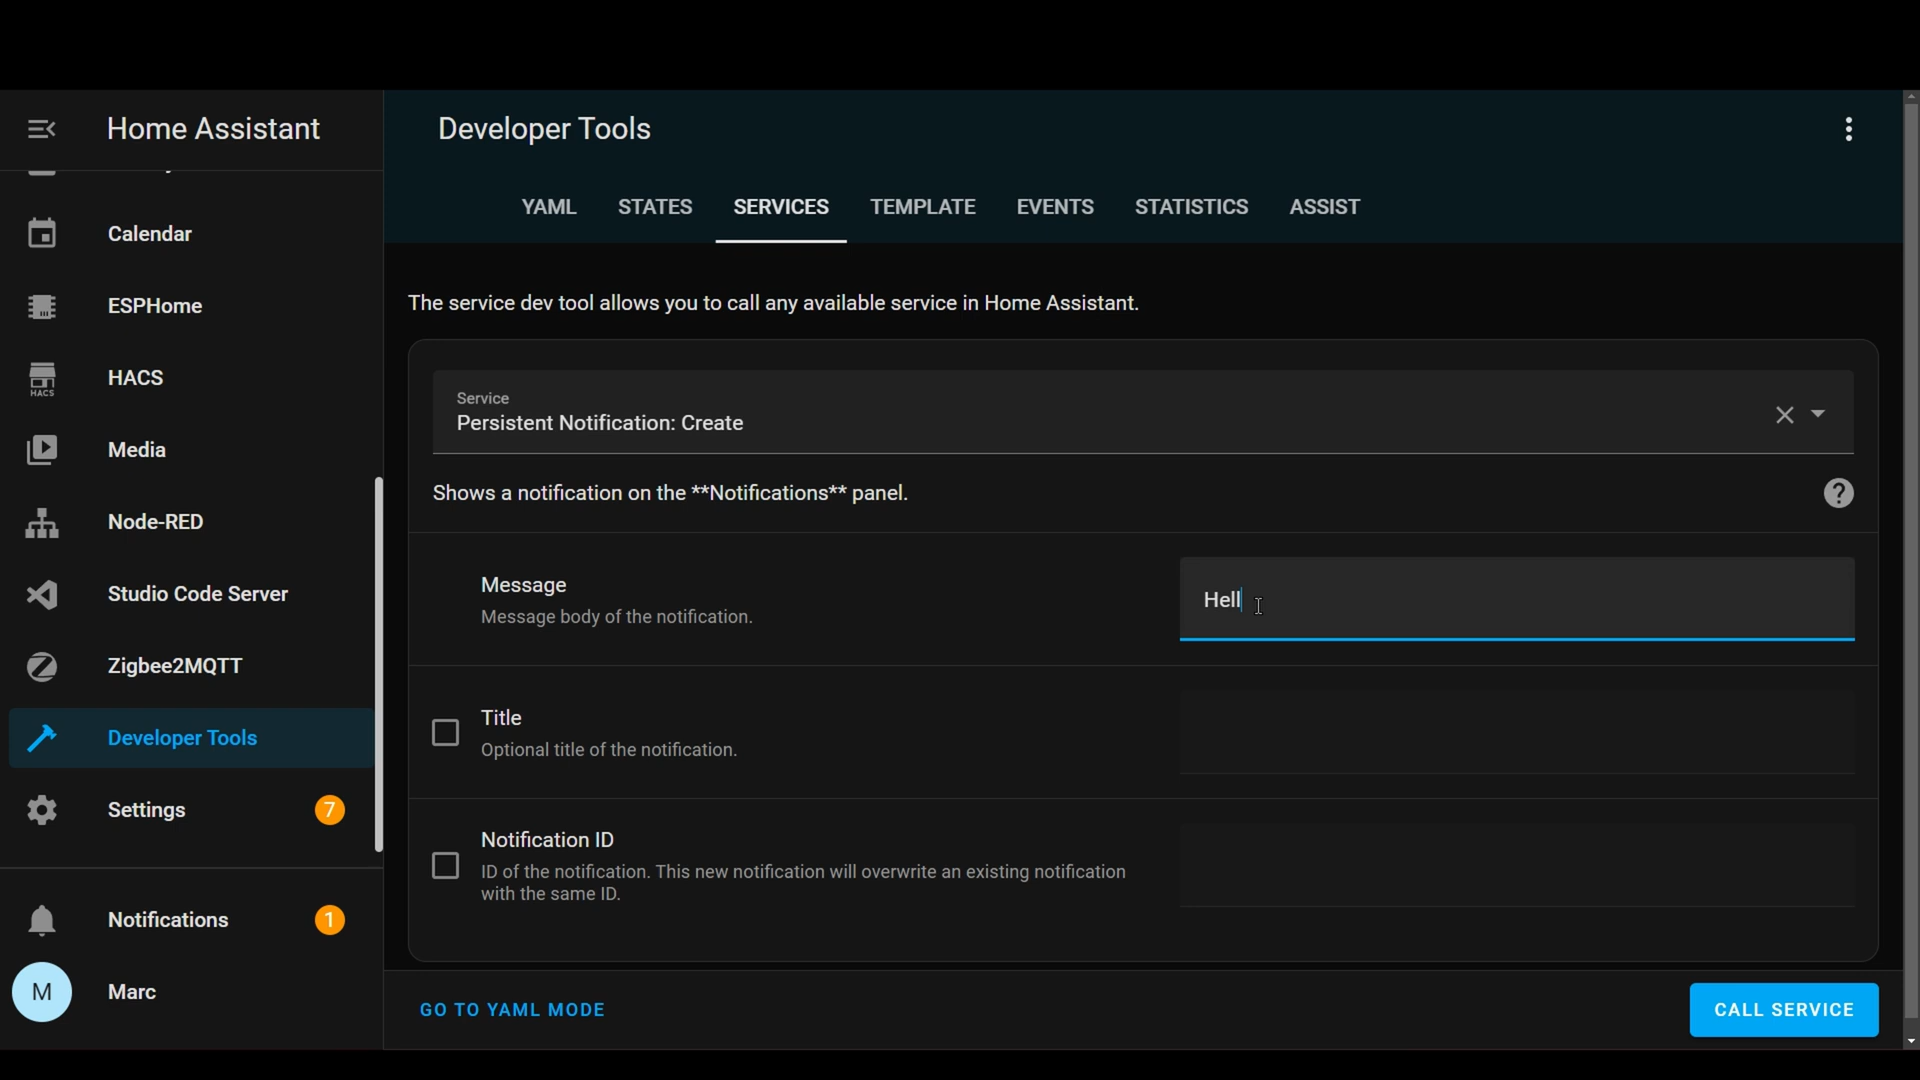 Home Assistant
Calendar
ESPHome
HACS
HACS
Media
Node-RED
Studio Code Server
Zigbee2MQTT
Developer Tools
Settings 7
Notifications 1
M Marc
Developer Tools
YAML STATES SERVICES TEMPLATE EVENTS STATISTICS ASSIST
The service dev tool allows you to call any available service in Home Assistant.
Service
Persistent Notification: Create
Shows a notification on the **Notifications** panel.
Message
Message body of the notification.
Hell
Title
Optional title of the notification.
Notification ID
ID of the notification. This new notification will overwrite an existing notification
with the same ID.
GO TO YAML MODE
CALL SERVICE